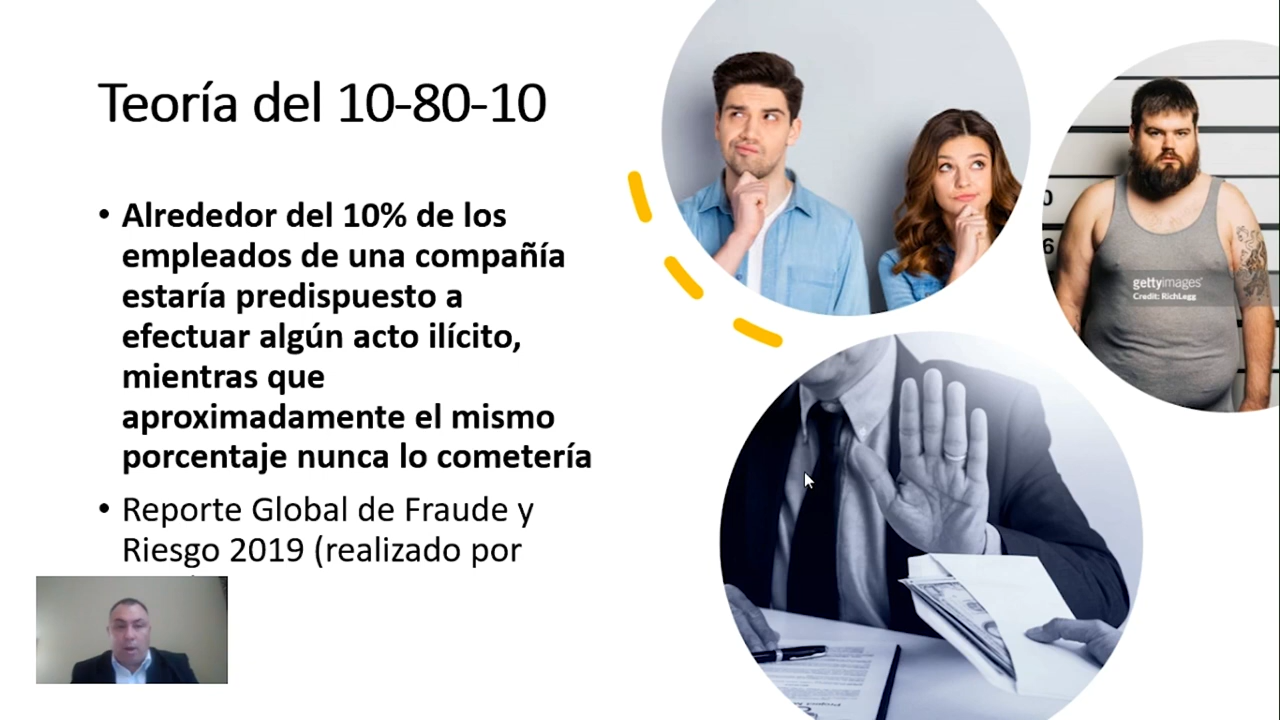 Teoría del 10-80-10
• Alrededor del 10% de los
empleados de una compañía
estaría predispuesto a
efectuar algún acto ilícito,
mientras que
aproximadamente el mismo
porcentaje nunca lo cometería
• Reporte Global de Fraude y
Riesgo 2019 (realizado por
0
6
gettyimages
Credit: RichLegg